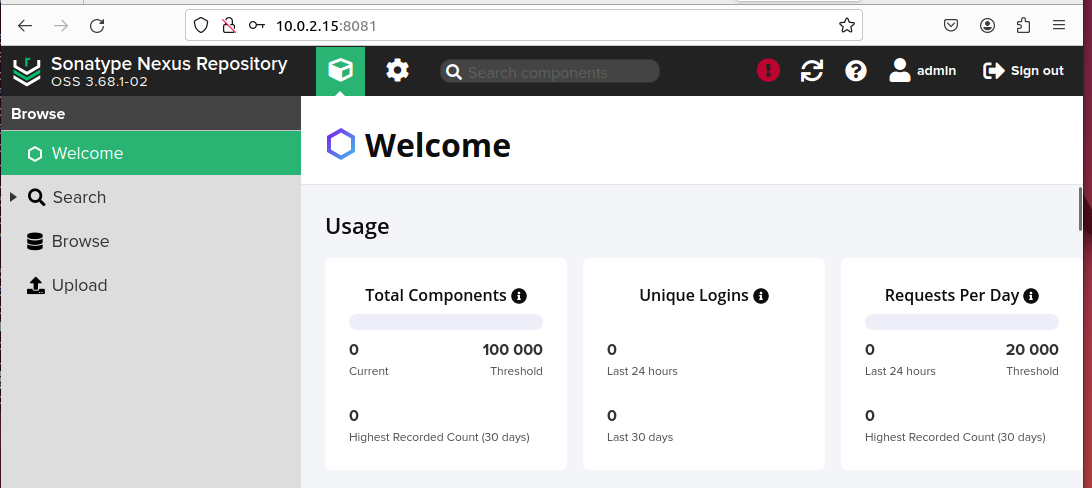 10.0.2.15:8081
Sonatype Nexus Repository
OSS 3.68.1-02
Search components
admin
Sign out
Browse
Welcome
Search
Browse
Upload
Welcome
Usage
Total Components
0 100 000
Current Threshold
0
Highest Recorded Count (30 days)
Unique Logins
0
Last 24 hours
0
Last 30 days
Requests Per Day
0 20 000
Last 24 hours Threshold
0
Highest Recorded Count (30 days)